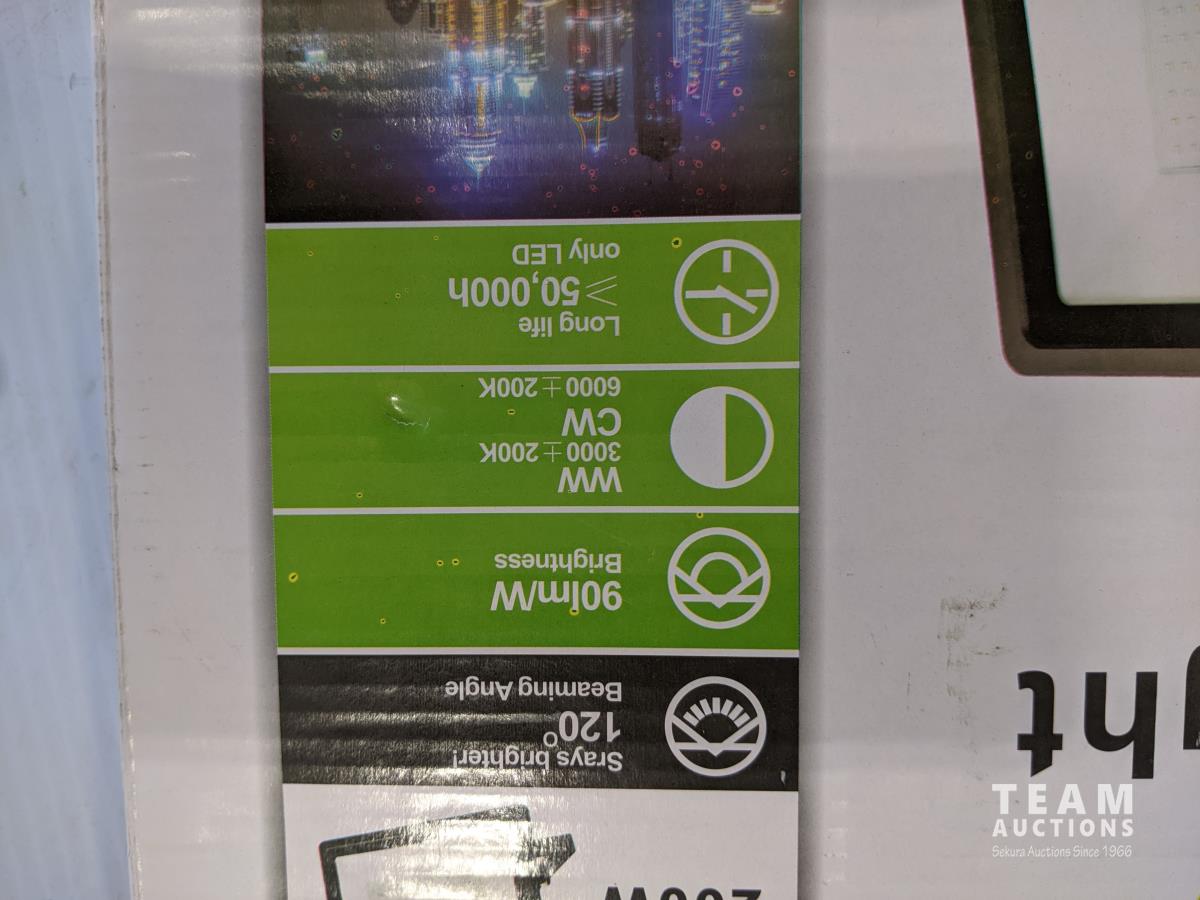 Srays brighter!
120°
Beaming Angle
90lm/W
Brightness
WW
3000±200K
CW
6000±200K
Long life
≥50,000h
only LED
ght
TEAM
AUCTIONS
Sekura Auctions Since 1966